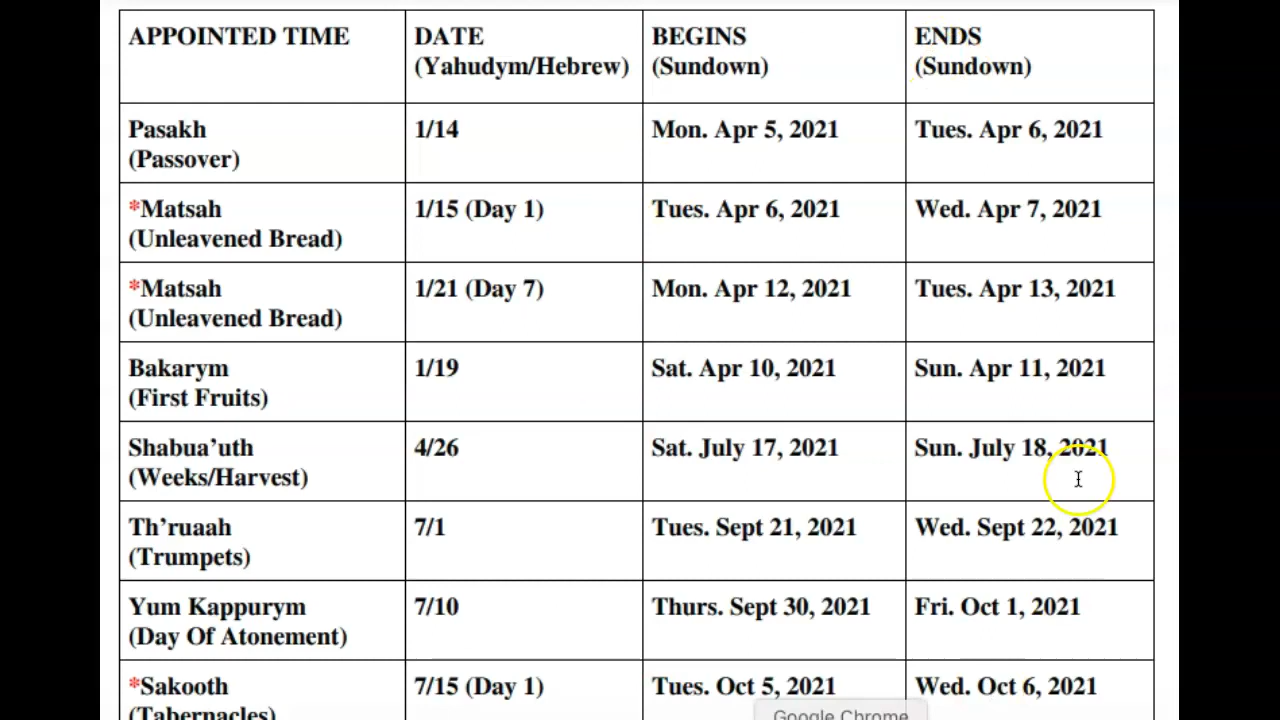 APPOINTED TIME DATE BEGINS ENDS
(Yahudym/Hebrew) (Sundown) (Sundown)
Pasakh 1/14 Mon. Apr 5, 2021 Tues. Apr 6, 2021
(Passover)
*Matsah 1/15 (Day 1) Tues. Apr 6, 2021 Wed. Apr 7, 2021
(Unleavened Bread)
*Matsah 1/21 (Day 7) Mon. Apr 12, 2021 Tues. Apr 13, 2021
(Unleavened Bread)
Bakarym 1/19 Sat. Apr 10, 2021 Sun. Apr 11, 2021
(First Fruits)
Shabua’uth 4/26 Sat. July 17, 2021 Sun. July 18, 2021
(Weeks/Harvest)
Th’ruaah 7/1 Tues. Sept 21, 2021 Wed. Sept 22, 2021
(Trumpets)
Yum Kappurym 7/10 Thurs. Sept 30, 2021 Fri. Oct 1, 2021
(Day Of Atonement)
*Sakooth 7/15 (Day 1) Tues. Oct 5, 2021 Wed. Oct 6, 2021
(Tabernacles)
Google Chrome